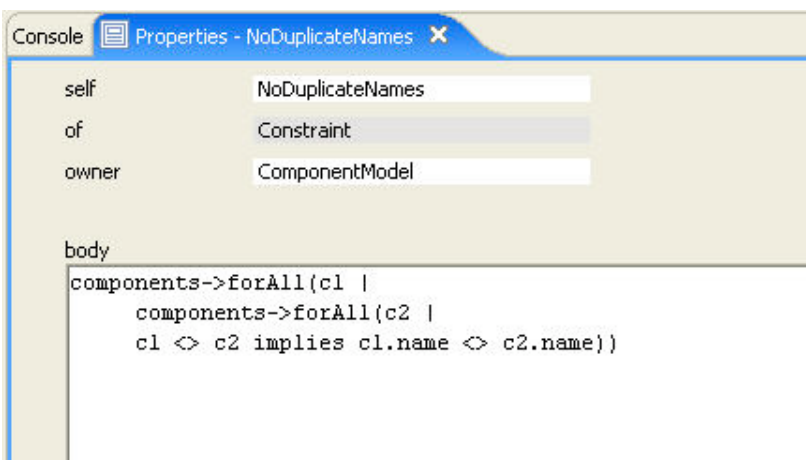 Console Properties - NoDuplicateNames
self NoDuplicateNames
of Constraint
owner ComponentModel
body
components->forAll(c1 |
components->forAll(c2 |
c1 <> c2 implies c1.name <> c2.name))